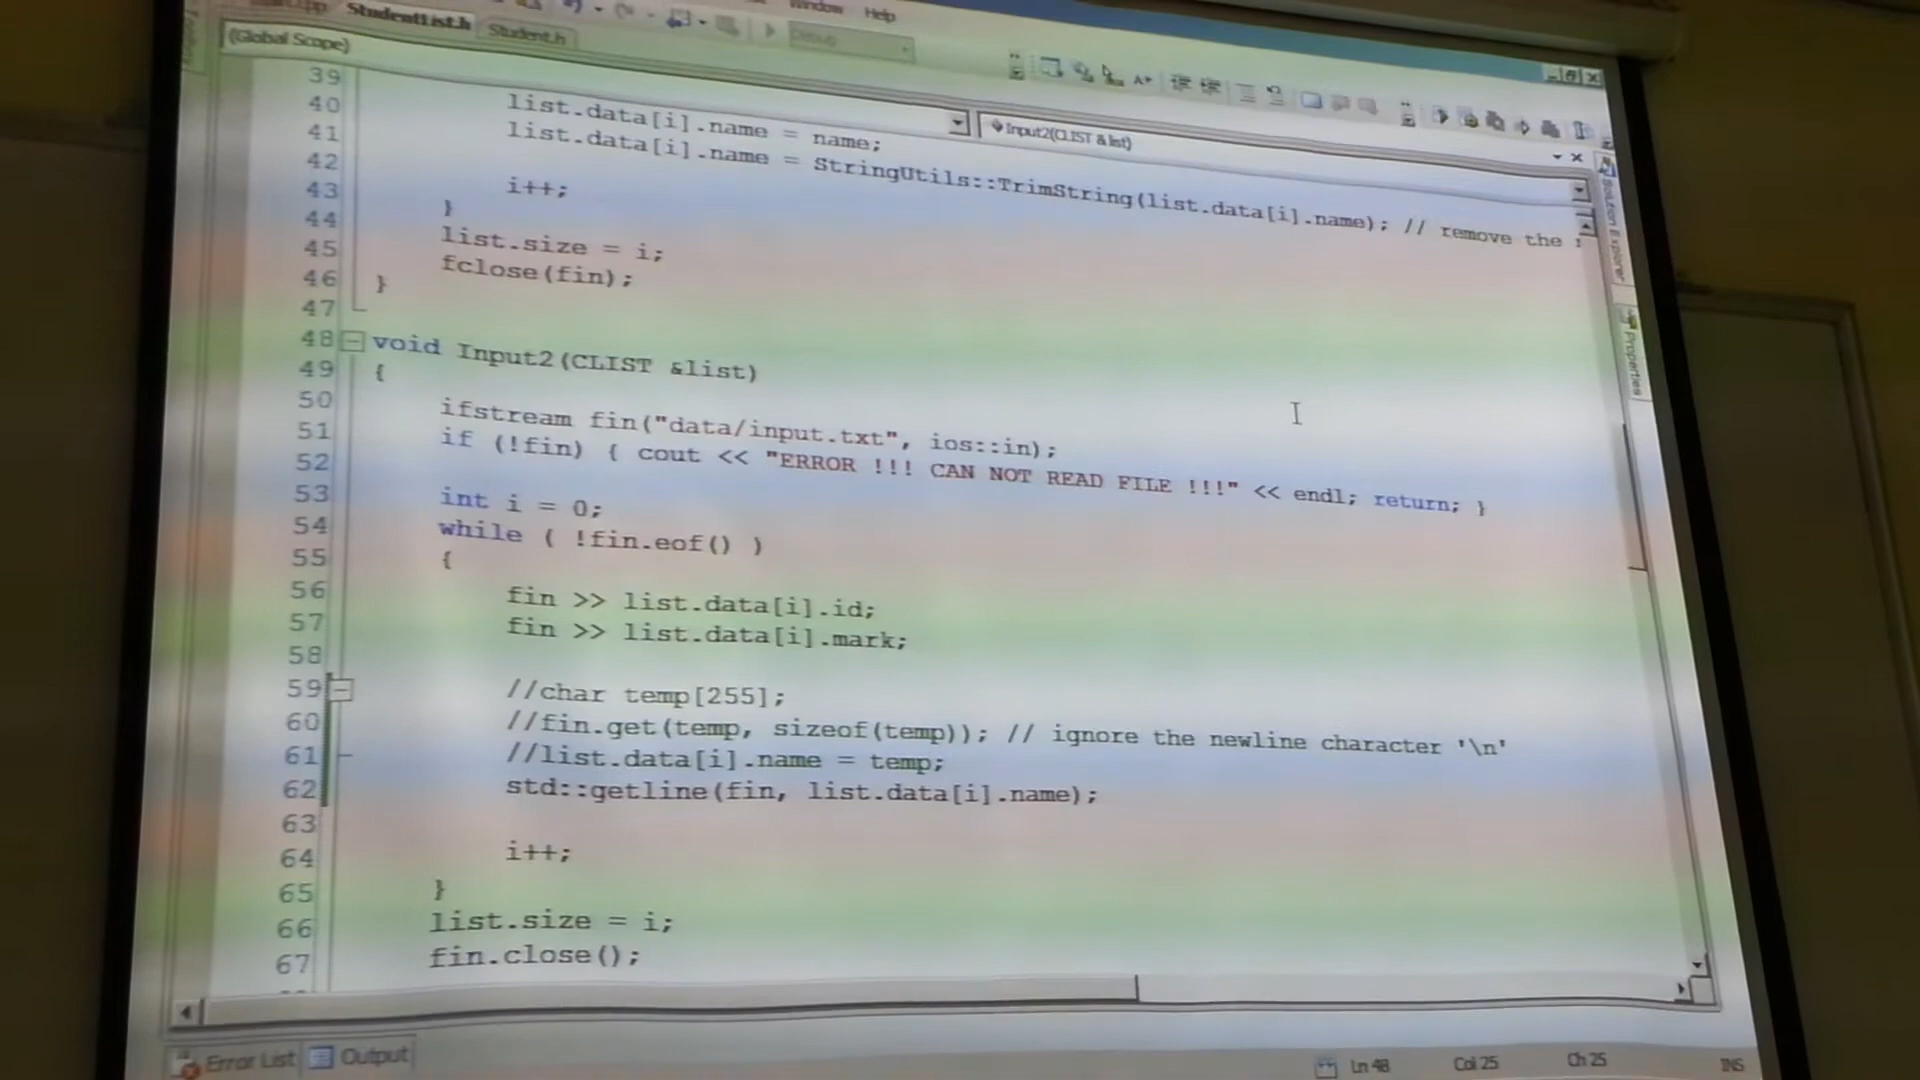 StudentList.h Student.h
Window Help
Debug
(Global Scope)
Input2(CLIST & list)
39
40 list.data[i].name = name;
41 list.data[i].name = StringUtils::TrimString(list.data[i].name); // remove the
42
43 i++;
44 }
45 list.size = i;
46 fclose(fin);
47 }
48 void Input2(CLIST &list)
49 {
50 ifstream fin("data/input.txt", ios::in);
51 if (!fin) { cout << "ERROR !!! CAN NOT READ FILE !!!" << endl; return; }
52
53 int i = 0;
54 while ( !fin.eof() )
55 {
56 fin >> list.data[i].id;
57 fin >> list.data[i].mark;
58
59 //char temp[255];
60 //fin.get(temp, sizeof(temp)); // ignore the newline character '\n'
61 //list.data[i].name = temp;
62 std::getline(fin, list.data[i].name);
63
64 i++;
65 }
66 list.size = i;
67 fin.close();
Solution Explorer
Properties
Error List Output
Ln 48 Col 25 Ch 25 INS